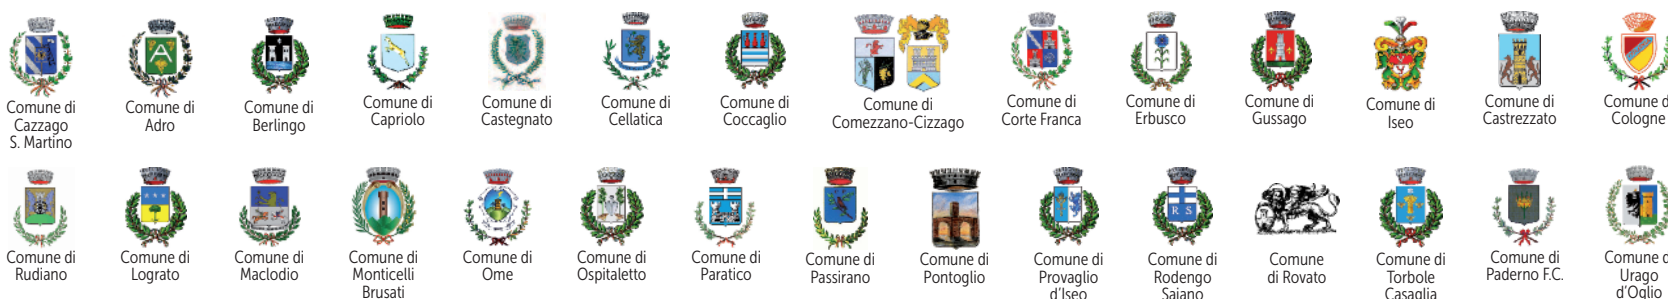 Comune di
Cazzago
S. Martino
Comune di
Adro
Comune di
Berlingo
Comune di
Capriolo
Comune di
Castegnato
Comune di
Cellatica
Comune di
Coccaglio
Comune di
Comezzano-Cizzago
Comune di
Corte Franca
Comune di
Erbusco
Comune di
Gussago
Comune di
Iseo
Comune di
Castrezzato
Comune d
Cologne
Comune di
Rudiano
Comune di
Lograto
Comune di
Maclodio
Comune di
Monticelli
Brusati
Comune di
Ome
Comune di
Ospitaletto
Comune di
Paratico
Comune di
Passirano
Comune di
Pontoglio
Comune di
Provaglio
d'Iseo
R S
Comune di
Rodengo
Saiano
Comune
di Rovato
Comune di
Torbole
Casaglia
Comune di
Paderno F.C.
Comune d
Urago
d'Oglio
A